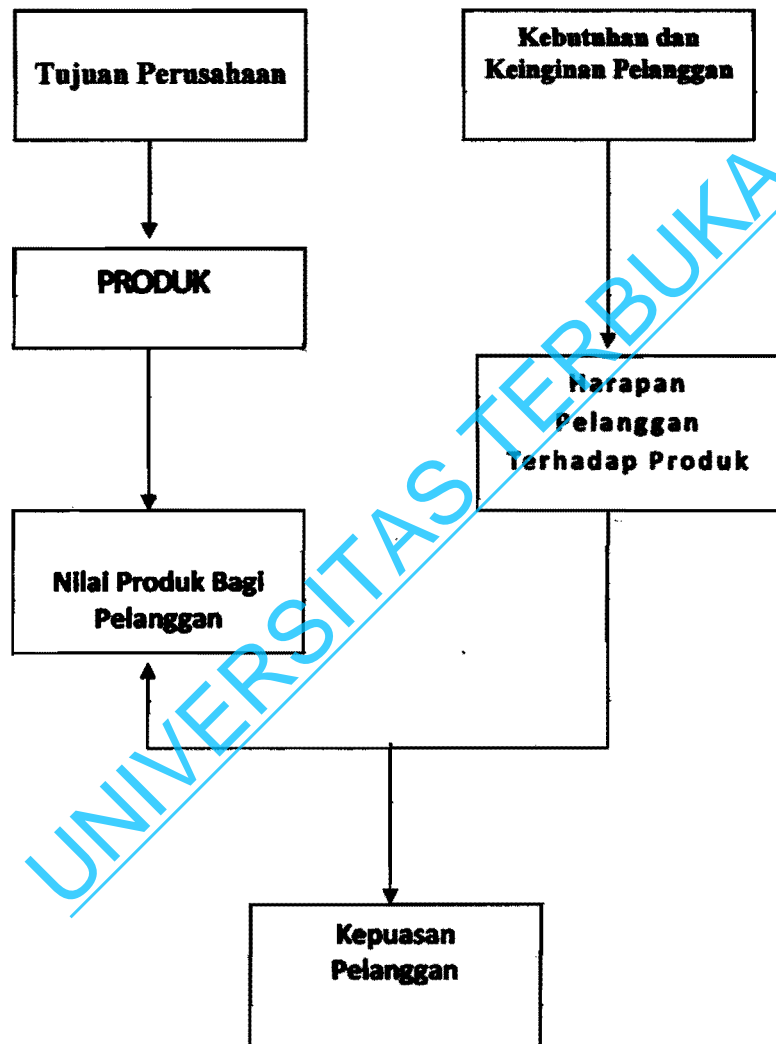 Tujuan Perusahaan
Kebutuhan dan
Keinginan Pelanggan
PRODUK
Harapan
Pelanggan
Terhadap Produk
Nilai Produk Bagi
Pelanggan
Kepuasan
Pelanggan
UNIVERSITAS TERBUKA